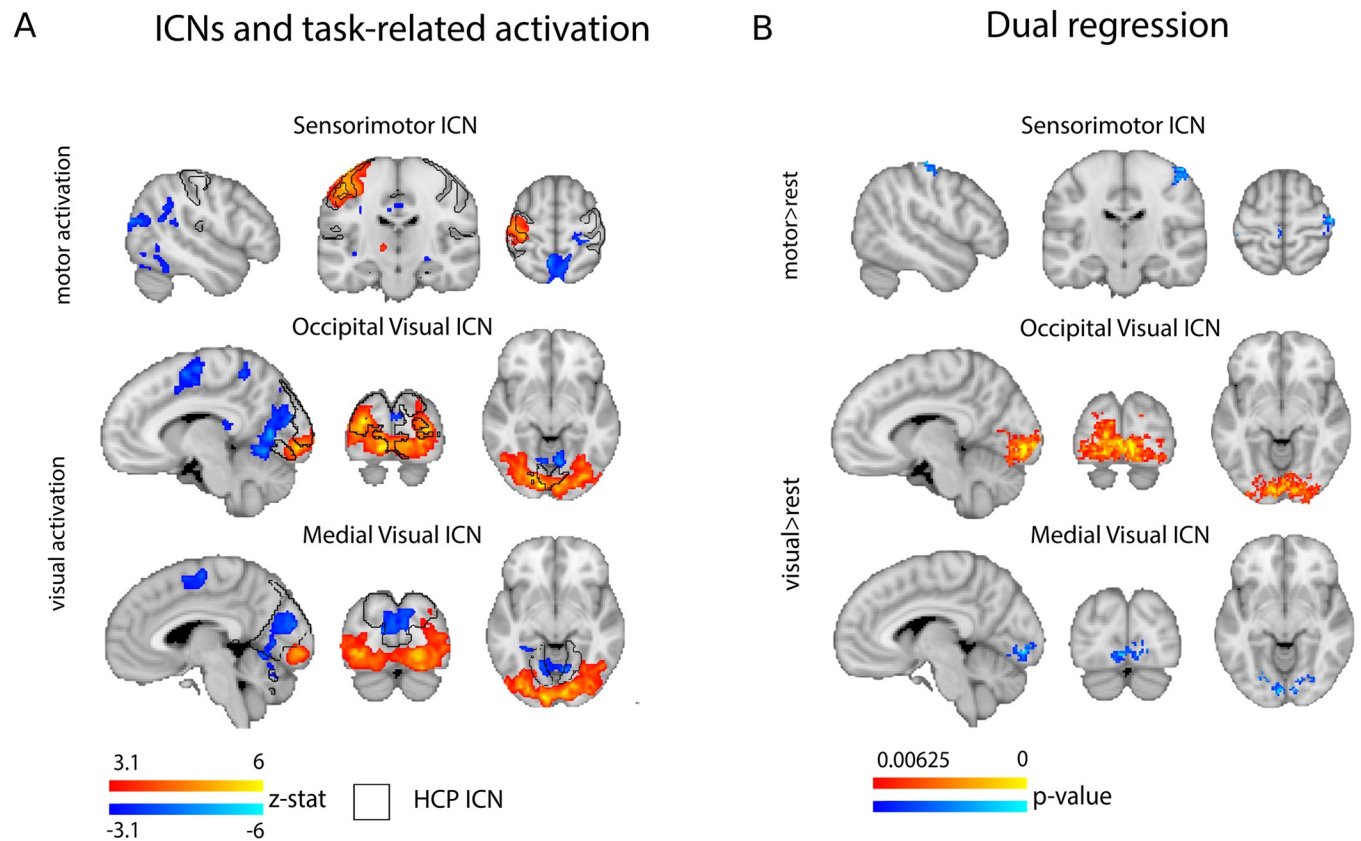 A
ICNs and task-related activation
Sensorimotor ICN
motor activation
Occipital Visual ICN
visual activation
Medial Visual ICN
3.1 6
z-stat
-3.1 -6
HCP ICN
B
Dual regression
Sensorimotor ICN
motor>rest
Occipital Visual ICN
visual>rest
Medial Visual ICN
0.00625 0
p-value